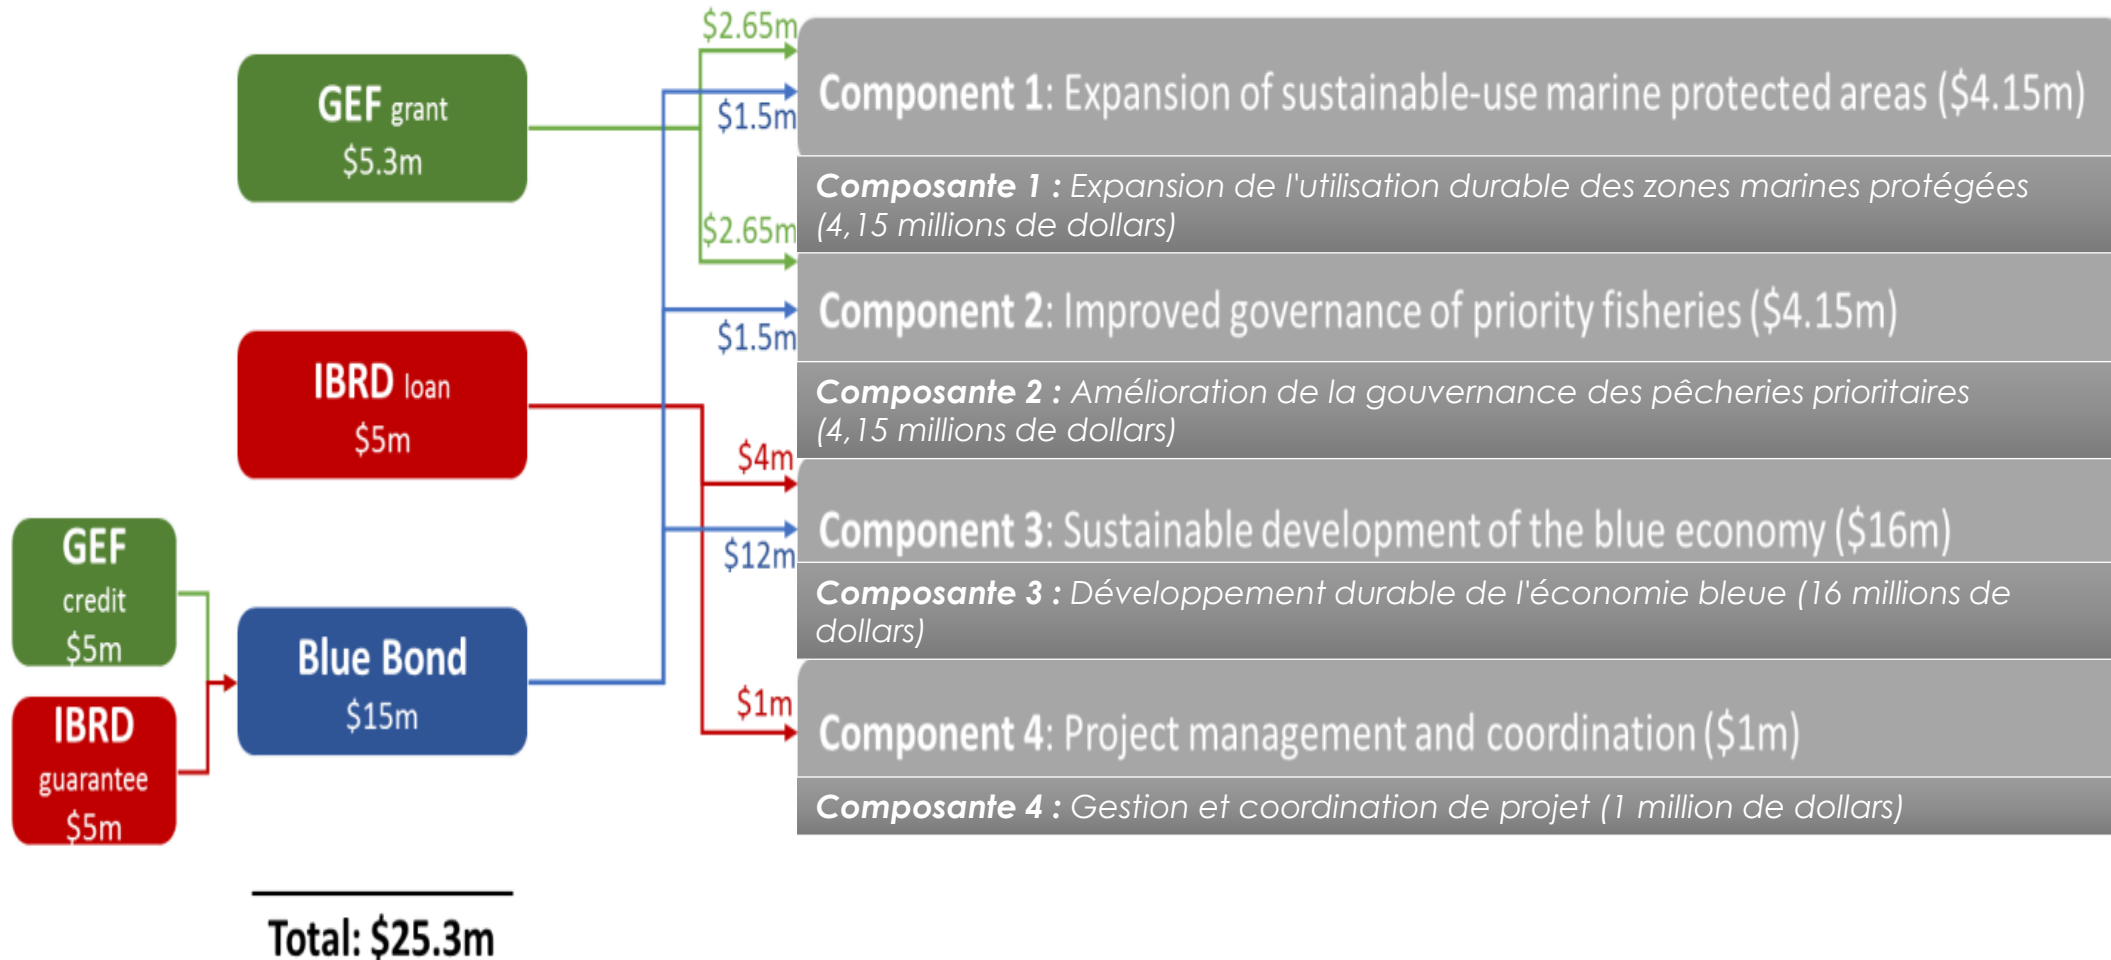 GEF grant
$5.3m
IBRD loan
$5m
GEF
credit
$5m
IBRD
guarantee
$5m
Blue Bond
$15m
Total: $25.3m
$2.65m
$1.5m
$2.65m
$1.5m
$4m
$12m
$1m
Component 1: Expansion of sustainable-use marine protected areas ($4.15m)
Composante 1 : Expansion de l'utilisation durable des zones marines protégées
(4,15 millions de dollars)
Component 2: Improved governance of priority fisheries ($4.15m)
Composante 2 : Amélioration de la gouvernance des pêcheries prioritaires
(4,15 millions de dollars)
Component 3: Sustainable development of the blue economy ($16m)
Composante 3 : Développement durable de l'économie bleue (16 millions de
dollars)
Component 4: Project management and coordination ($1m)
Composante 4 : Gestion et coordination de projet (1 million de dollars)